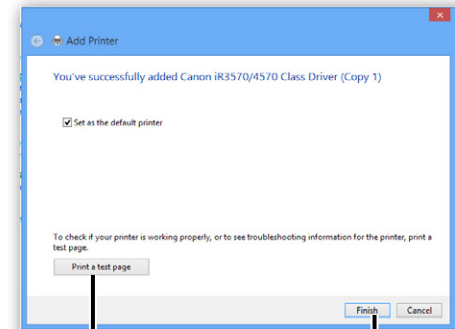 Add Printer
You've successfully added Canon iR3570/4570 Class Driver (Copy 1)
Set as the default printer
To check if your printer is working properly, or to see troubleshooting information for the printer, print a
test page.
Print a test page
Finish Cancel